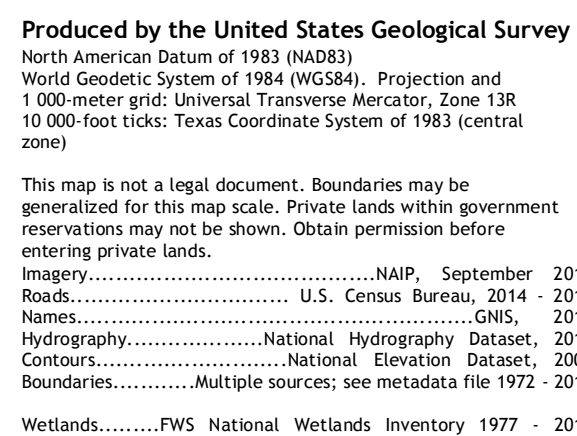 Produced by the United States Geological Survey
North American Datum of 1983 (NAD83)
World Geodetic System of 1984 (WGS84).  Projection and
1 000-meter grid: Universal Transverse Mercator, Zone 13R
10 000-foot ticks: Texas Coordinate System of 1983 (central
zone)
This map is not a legal document. Boundaries may be
generalized for this map scale. Private lands within government
reservations may not be shown. Obtain permission before
entering private lands.
Imagery...........................................NAIP, September
Roads................................. U.S. Census Bureau, 2014 -
Names............................................................GNIS,
Hydrography....................National Hydrography Dataset,
Contours.............................National Elevation Dataset,
Boundaries............Multiple sources; see metadata file 1972 -
Wetlands.........FWS National Wetlands Inventory 1977 -